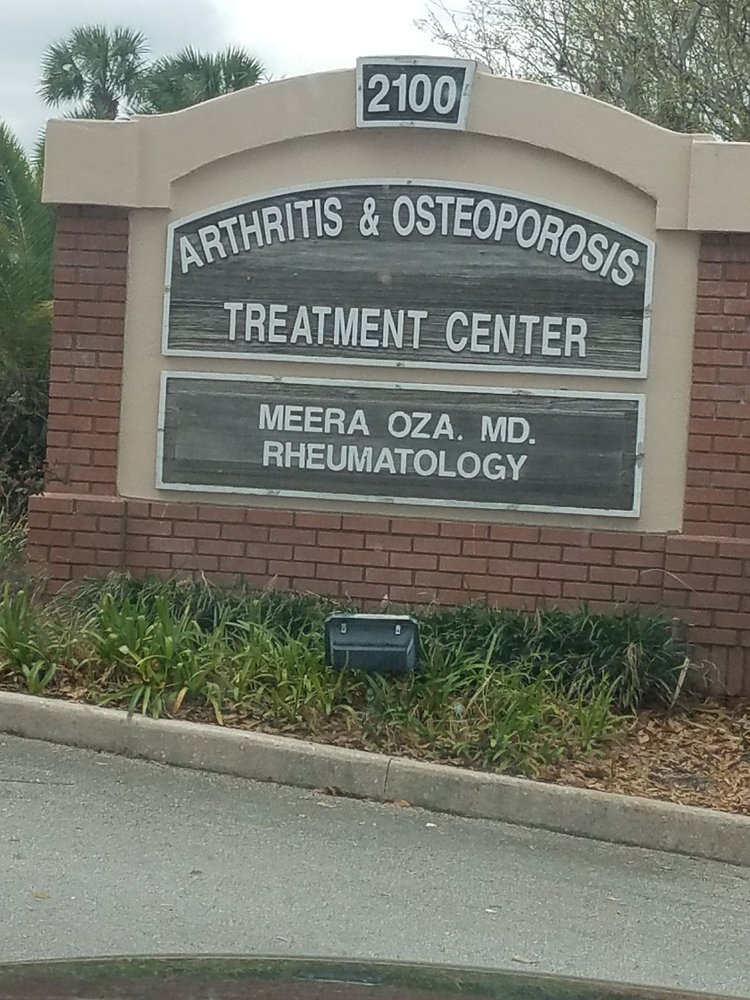 2100
ARTHRITIS & OSTEOPOROSIS
TREATMENT CENTER
MEERA OZA. MD.
RHEUMATOLOGY